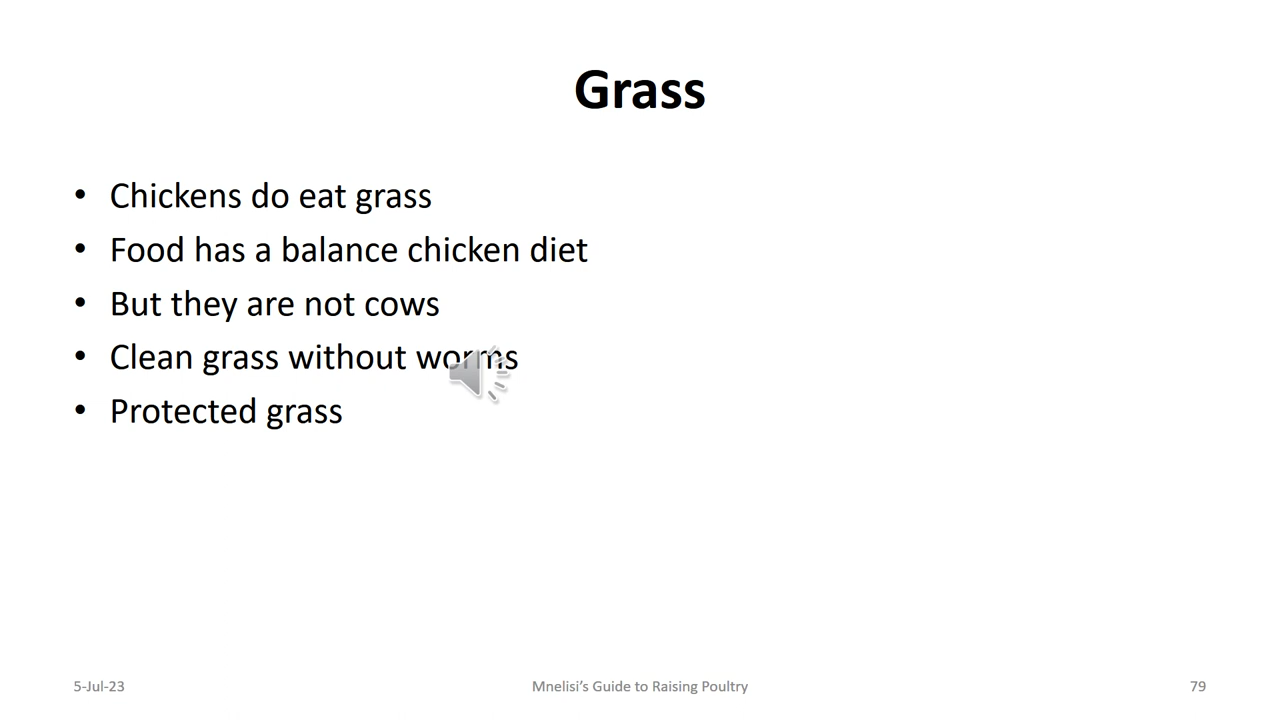 Grass
• Chickens do eat grass
• Food has a balance chicken diet
• But they are not cows
• Clean grass without worms
• Protected grass
5-Jul-23
Mnelisi’s Guide to Raising Poultry
79